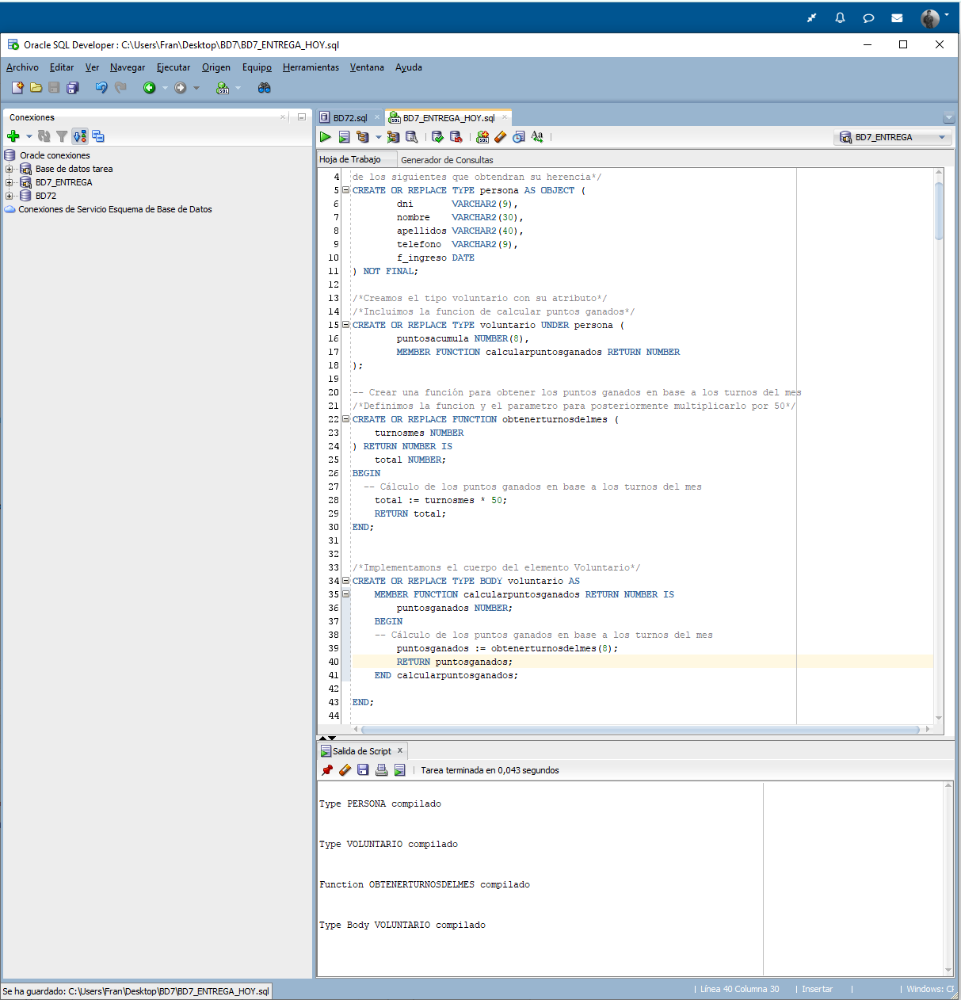 Oracle SQL Developer : C:\Users\Fran\Desktop\BD7\BD7_ENTREGA_HOY.sql
Archivo Editar Ver Navegar Ejecutar Origen Equipo Herramientas Ventana Ayuda
Conexiones
Oracle conexiones
Base de datos tarea
BD7_ENTREGA
BD72
Conexiones de Servicio Esquema de Base de Datos
BD72.sql
BD7_ENTREGA_HOY.sql
BD7_ENTREGA
Hoja de Trabajo Generador de Consultas
4 de los siguientes que obtendran su herencia*/
5 CREATE OR REPLACE TYPE persona AS OBJECT (
6 dni VARCHAR2(9),
7 nombre VARCHAR2(30),
8 apellidos VARCHAR2(40),
9 telefono VARCHAR2(9),
10 f_ingreso DATE
11 ) NOT FINAL;
12
13 /*Creamos el tipo voluntario con su atributo*/
14 /*Incluimos la funcion de calcular puntos ganados*/
15 CREATE OR REPLACE TYPE voluntario UNDER persona (
16 puntosacumula NUMBER(8),
17 MEMBER FUNCTION calcularpuntosganados RETURN NUMBER
18 );
19
20 -- Crear una función para obtener los puntos ganados en base a los turnos del mes
21 /*Definimos la funcion y el parametro para posteriormente multiplicarlo por 50*/
22 CREATE OR REPLACE FUNCTION obtenerturnosdelmes (
23 turnosmes NUMBER
24 ) RETURN NUMBER IS
25 total NUMBER;
26 BEGIN
27 -- Cálculo de los puntos ganados en base a los turnos del mes
28 total := turnosmes * 50;
29 RETURN total;
30 END;
31
32
33 /*Implementamons el cuerpo del elemento Voluntario*/
34 CREATE OR REPLACE TYPE BODY voluntario AS
35 MEMBER FUNCTION calcularpuntosganados RETURN NUMBER IS
36 puntosganados NUMBER;
37 BEGIN
38 -- Cálculo de los puntos ganados en base a los turnos del mes
39 puntosganados := obtenerturnosdelmes(8);
40 RETURN puntosganados;
41 END calcularpuntosganados;
42
43 END;
44
Salida de Script
Tarea terminada en 0,043 segundos
Type PERSONA compilado
Type VOLUNTARIO compilado
Function OBTENERTURNOSDELMES compilado
Type Body VOLUNTARIO compilado
Se ha guardado: C:\Users\Fran\Desktop\BD7\BD7_ENTREGA_HOY.sql
Línea 40 Columna 30 | Insertar | | Windows: